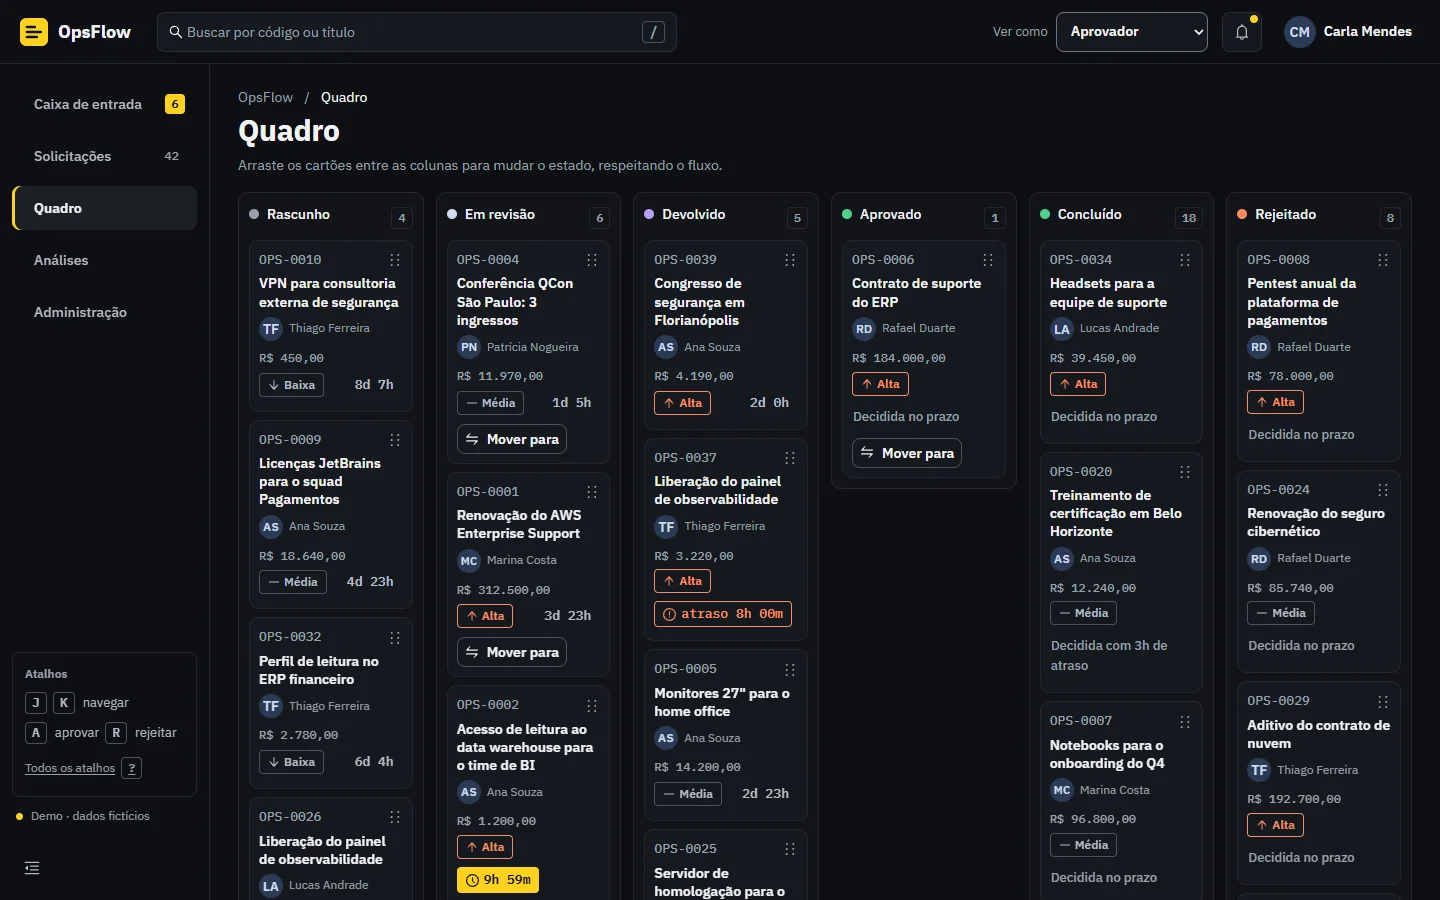 OpsFlow
Buscar por código ou título
/
Ver como
Aprovador
CM
Carla Mendes
Caixa de entrada
6
Solicitações
42
Quadro
Análises
Administração
Atalhos
J K navegar
A aprovar R rejeitar
Todos os atalhos ?
Demo · dados fictícios
OpsFlow / Quadro
Quadro
Arraste os cartões entre as colunas para mudar o estado, respeitando o fluxo.
Rascunho
4
OPS-0010
VPN para consultoria
externa de segurança
TF Thiago Ferreira
R$ 450,00
Baixa
8d 7h
OPS-0009
Licenças JetBrains
para o squad
Pagamentos
AS Ana Souza
R$ 18.640,00
Média
4d 23h
OPS-0032
Perfil de leitura no
ERP financeiro
TF Thiago Ferreira
R$ 2.780,00
Baixa
6d 4h
OPS-0026
Liberação do painel
de observabilidade
LA Lucas Andrade
Em revisão
6
OPS-0004
Conferência QCon
São Paulo: 3
ingressos
PN Patrícia Nogueira
R$ 11.970,00
Média
1d 5h
Mover para
OPS-0001
Renovação do AWS
Enterprise Support
MC Marina Costa
R$ 312.500,00
Alta
3d 23h
Mover para
OPS-0002
Acesso de leitura ao
data warehouse para
o time de BI
AS Ana Souza
R$ 1.200,00
Alta
9h 59m
Devolvido
5
OPS-0039
Congresso de
segurança em
Florianópolis
AS Ana Souza
R$ 4.190,00
Alta
2d 0h
OPS-0037
Liberação do painel
de observabilidade
TF Thiago Ferreira
R$ 3.220,00
Alta
atraso 8h 00m
OPS-0005
Monitores 27" para o
home office
AS Ana Souza
R$ 14.200,00
Média
2d 23h
OPS-0025
Servidor de
homologação para o
Aprovado
1
OPS-0006
Contrato de suporte
do ERP
RD Rafael Duarte
R$ 184.000,00
Alta
Decidida no prazo
Mover para
Concluído
18
OPS-0034
Headsets para a
equipe de suporte
LA Lucas Andrade
R$ 39.450,00
Alta
Decidida no prazo
OPS-0020
Treinamento de
certificação em Belo
Horizonte
AS Ana Souza
R$ 12.240,00
Média
Decidida com 3h de
atraso
OPS-0007
Notebooks para o
onboarding do Q4
MC Marina Costa
R$ 96.800,00
Média
Decidida no prazo
Rejeitado
8
OPS-0008
Pentest anual da
plataforma de
pagamentos
RD Rafael Duarte
R$ 78.000,00
Alta
Decidida no prazo
OPS-0024
Renovação do seguro
cibernético
RD Rafael Duarte
R$ 85.740,00
Média
Decidida no prazo
OPS-0029
Aditivo do contrato de
nuvem
TF Thiago Ferreira
R$ 192.700,00
Alta
Decidida no prazo